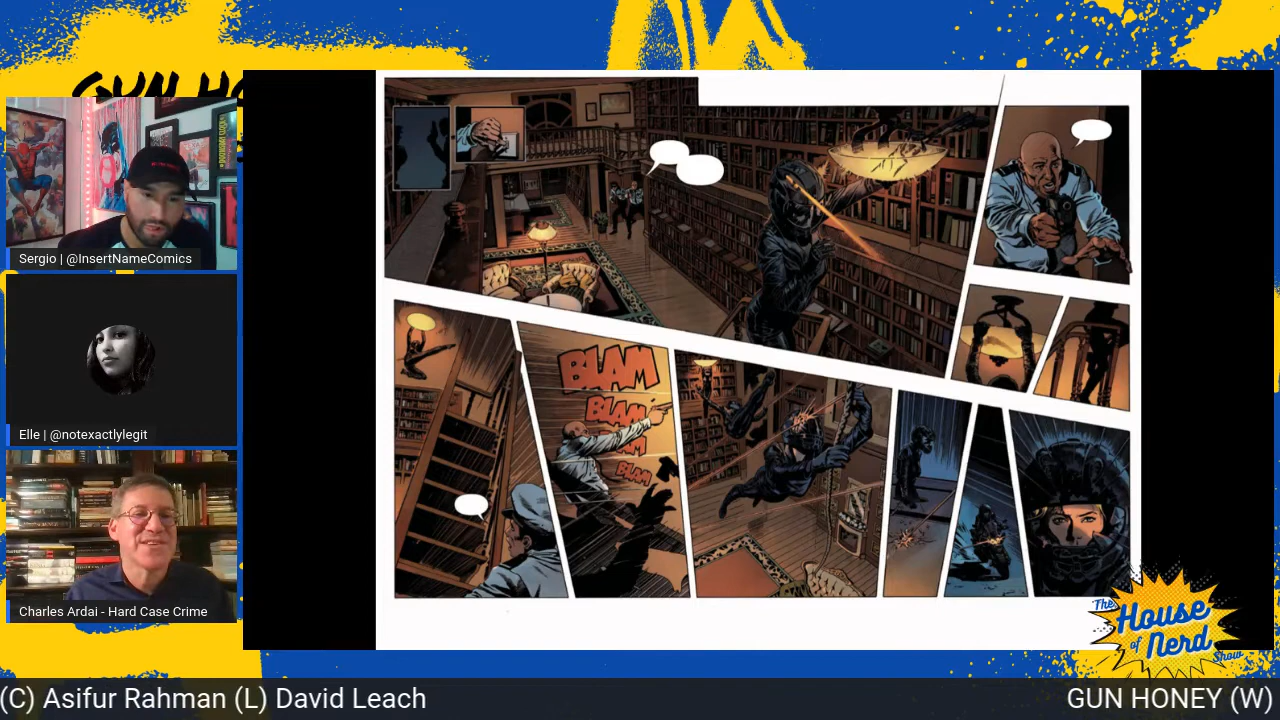 GUN HO
Sergio | @InsertNameComics
Elle | @notexactlylegit
Charles Ardai - Hard Case Crime
BLAM
BLAM
BLAM
BLAM
The
House
of
Nerd
Show
(C) Asifur Rahman (L) David Leach
GUN HONEY (W)